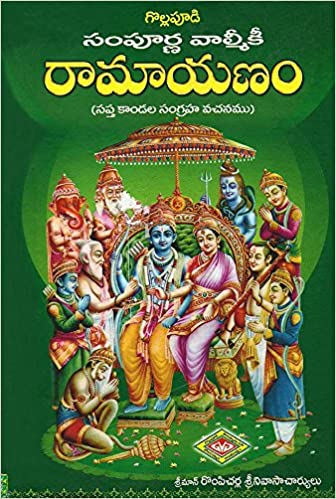 గొల్లపూడి
సంపూర్ణ వాల్మీకీ
రామాయణం
(సప్త కాండల సంగ్రహ వచనము)
శ్రీమాన్ రొంపిచర్ల శ్రీనివాసాచార్యులు